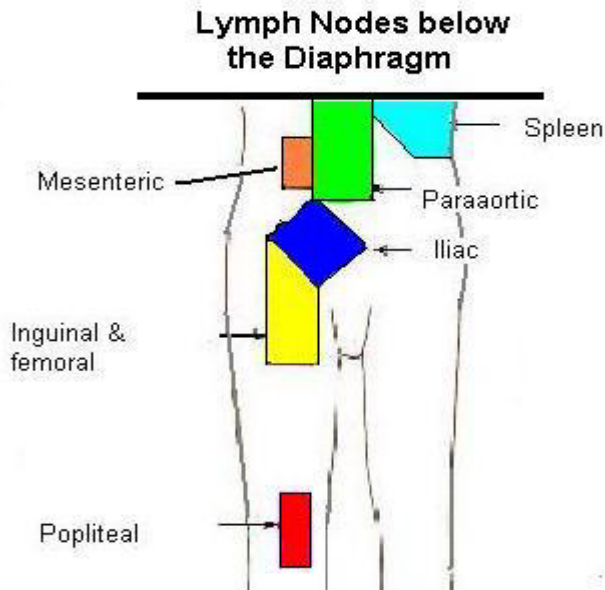 Lymph Nodes below
the Diaphragm
Spleen
Mesenteric
Paraaortic
Iliac
Inguinal &
femoral
Popliteal